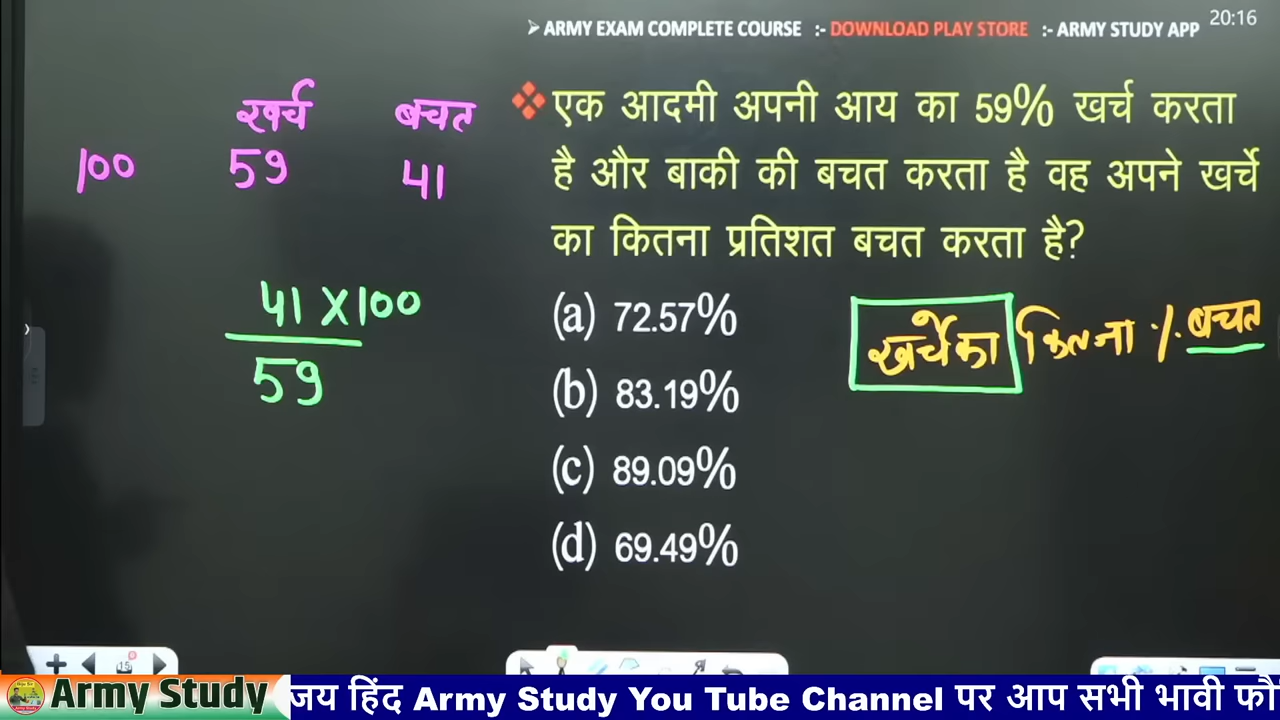 ➢ ARMY EXAM COMPLETE COURSE :- DOWNLOAD PLAY STORE :- ARMY STUDY APP 20:16
खर्च बचत
100 59 41
41 X 100
59
❖ एक आदमी अपनी आय का 59% खर्च करता
है और बाकी की बचत करता है वह अपने खर्चे
का कितना प्रतिशत बचत करता है?
(a) 72.57%
(b) 83.19%
(c) 89.09%
(d) 69.49%
खर्चे का कितना % बचत
15
Army Study
जय हिंद Army Study You Tube Channel पर आप सभी भावी फौ